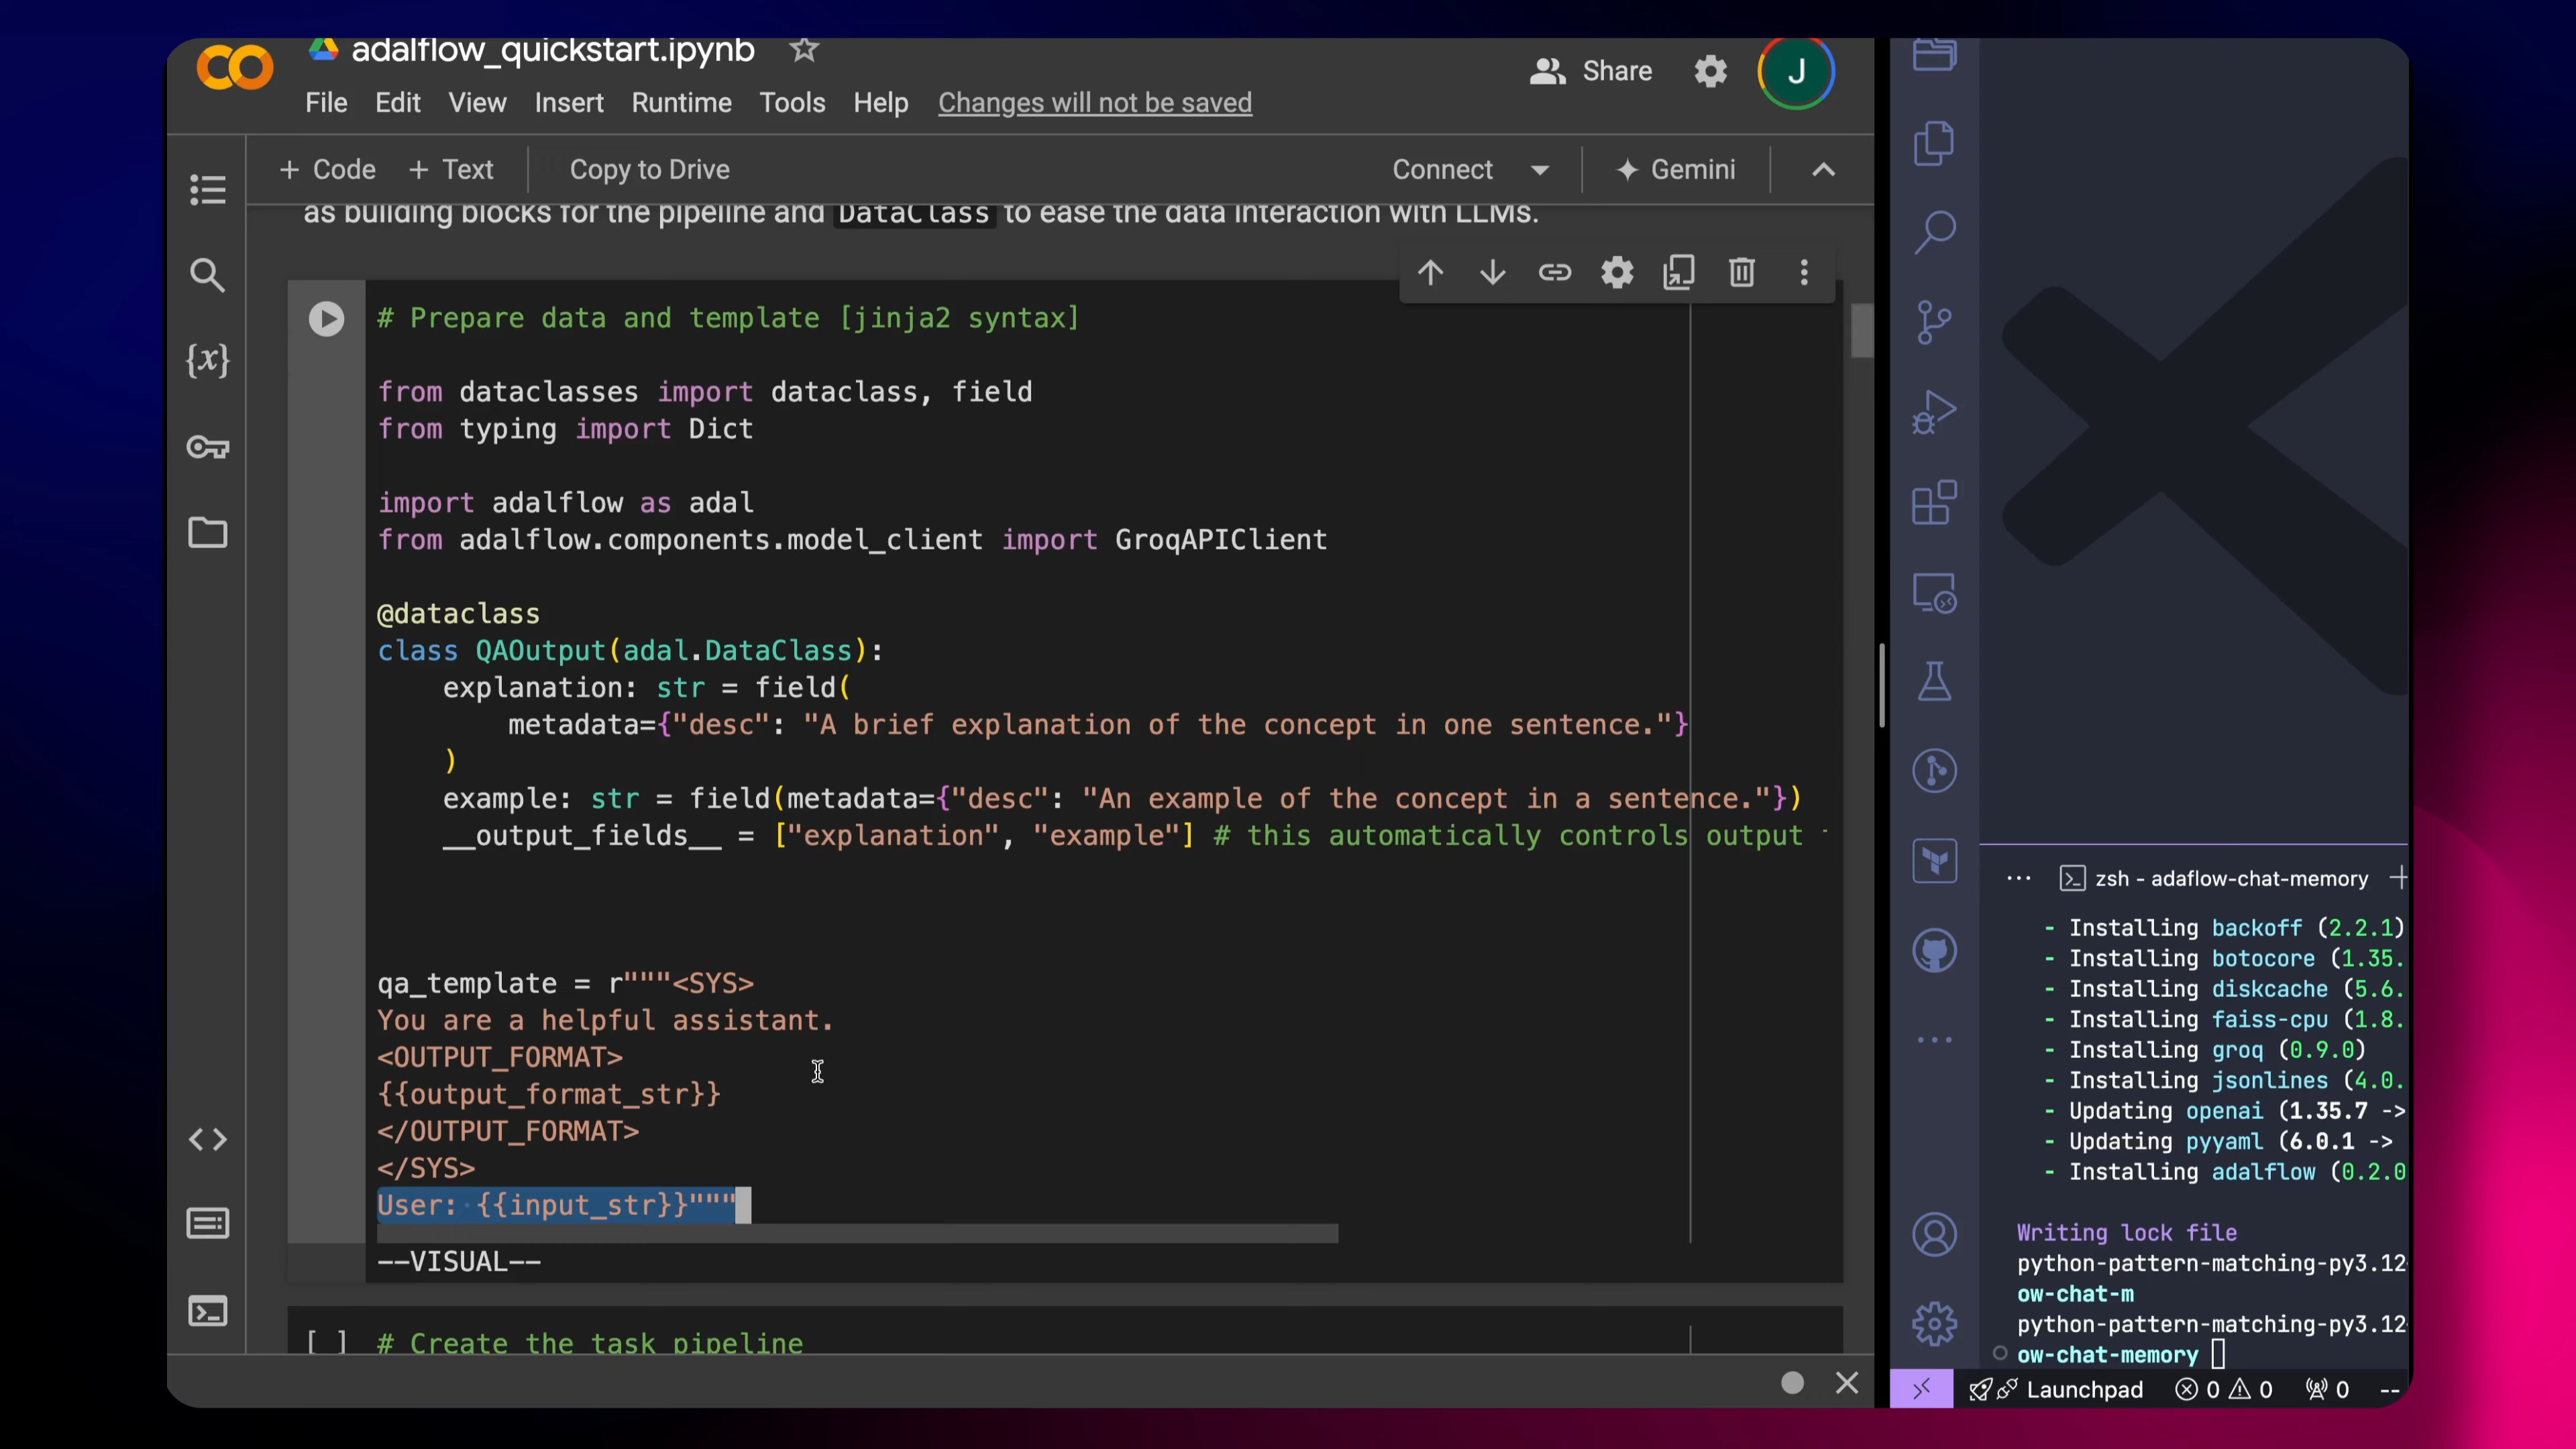 adalflow_quickstart.ipynb
File Edit View Insert Runtime Tools Help Changes will not be saved
Share
J
+ Code + Text Copy to Drive
Connect Gemini
as building blocks for the pipeline and DataClass to ease the data interaction with LLMs.
{x}
# Prepare data and template [jinja2 syntax]
from dataclasses import dataclass, field
from typing import Dict
import adalflow as adal
from adalflow.components.model_client import GroqAPIClient
@dataclass
class QAOutput(adal.DataClass):
explanation: str = field(
metadata={"desc": "A brief explanation of the concept in one sentence."}
)
example: str = field(metadata={"desc": "An example of the concept in a sentence."})
__output_fields__ = ["explanation", "example"] # this automatically controls output
qa_template = r"""<SYS>
You are a helpful assistant.
<OUTPUT_FORMAT>
{{output_format_str}}
</OUTPUT_FORMAT>
</SYS>
User: {{input_str}}"""
--VISUAL--
[ ] # Create the task pipeline
zsh - adaflow-chat-memory
- Installing backoff (2.2.1)
- Installing botocore (1.35.
- Installing diskcache (5.6.
- Installing faiss-cpu (1.8.
- Installing groq (0.9.0)
- Installing jsonlines (4.0.
- Updating openai (1.35.7 ->
- Updating pyyaml (6.0.1 ->
- Installing adalflow (0.2.0
Writing lock file
python-pattern-matching-py3.12
ow-chat-m
python-pattern-matching-py3.12
ow-chat-memory
Launchpad 0 0 0 --